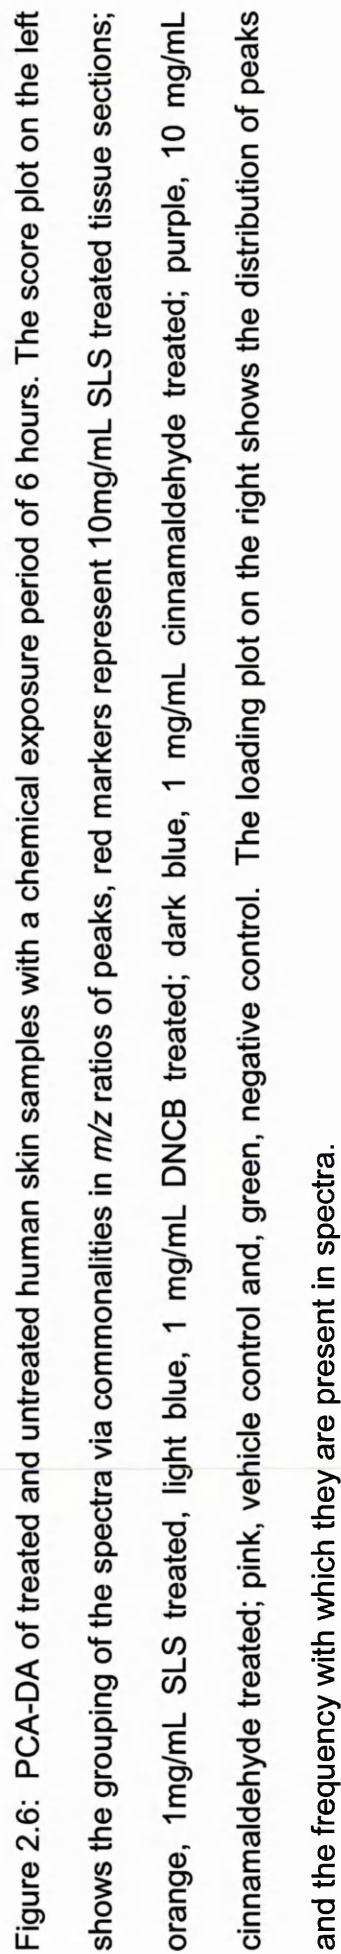 Figure 2.6: PCA-DA of treated and untreated human skin samples with a chemical exposure period of 6 hours. The score plot on the left
shows the grouping of the spectra via commonalities in m/z ratios of peaks, red markers represent 10mg/mL SLS treated tissue sections;
orange, 1mg/mL SLS treated, light blue, 1 mg/mL DNCB treated; dark blue, 1 mg/mL cinnamaldehyde treated; purple, 10 mg/mL
cinnamaldehyde treated; pink, vehicle control and, green, negative control. The loading plot on the right shows the distribution of peaks
and the frequency with which they are present in spectra.